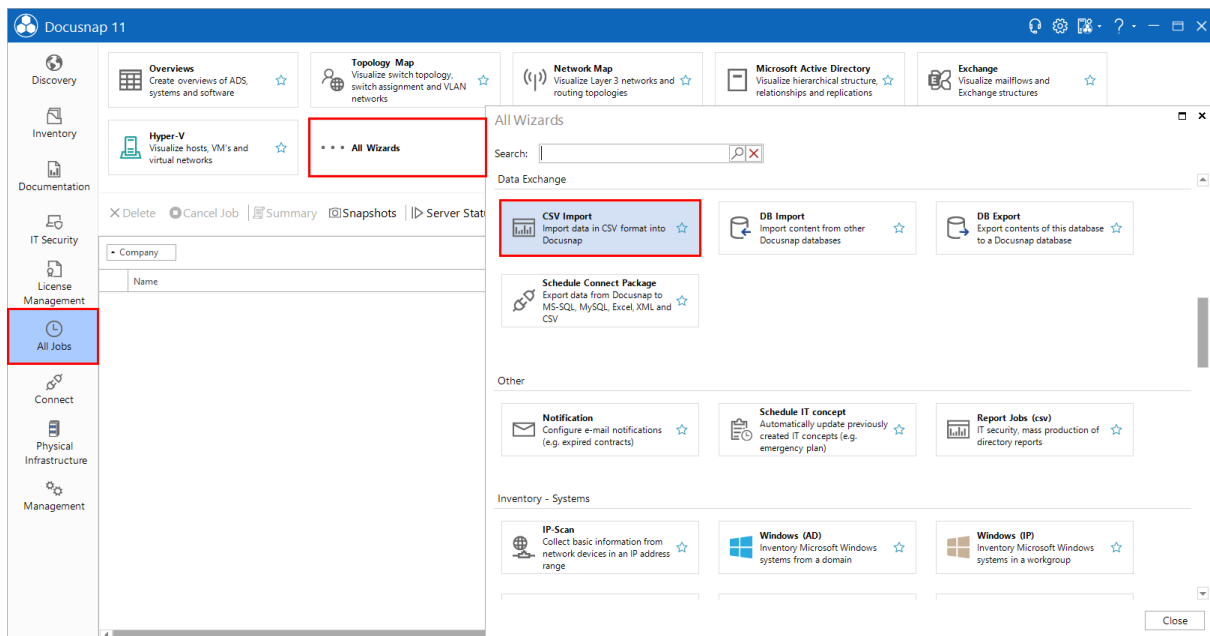 Docusnap 11
Discovery
Inventory
Documentation
IT Security
License
Management
All Jobs
Connect
Physical
Infrastructure
Management
Overviews
Create overviews of ADS,
systems and software
Topology Map
Visualize switch topology,
switch assignment and VLAN
networks
Network Map
Visualize Layer 3 networks and
routing topologies
Microsoft Active Directory
Visualize hierarchical structure,
relationships and replications
Exchange
Visualize mailflows and
Exchange structures
Hyper-V
Visualize hosts, VM's and
virtual networks
All Wizards
Delete Cancel Job Summary Snapshots Server Stat
Company
Name
All Wizards
Search:
Data Exchange
CSV Import
Import data in CSV format into
Docusnap
DB Import
Import content from other
Docusnap databases
DB Export
Export contents of this database
to a Docusnap database
Schedule Connect Package
Export data from Docusnap to
MS-SQL, MySQL, Excel, XML and
CSV
Other
Notification
Configure e-mail notifications
(e.g. expired contracts)
Schedule IT concept
Automatically update previously
created IT concepts (e.g.
emergency plan)
Report Jobs (csv)
IT security, mass production of
directory reports
Inventory - Systems
IP-Scan
Collect basic information from
network devices in an IP address
range
Windows (AD)
Inventory Microsoft Windows
systems from a domain
Windows (IP)
Inventory Microsoft Windows
systems in a workgroup
Close